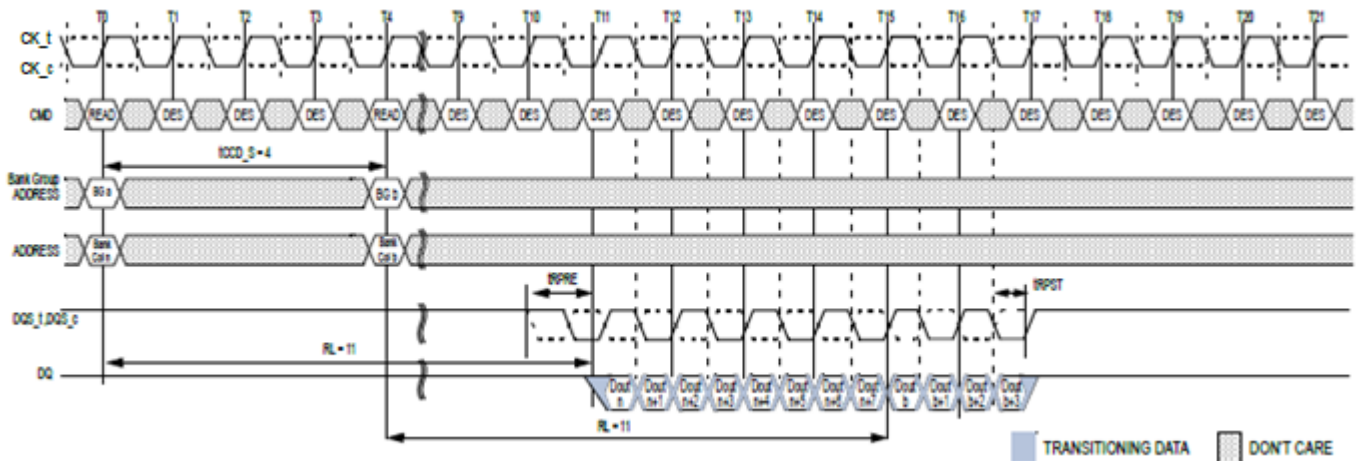 T0 T1 T2 T3 T4 T9 T10 T11 T12 T13 T14 T15 T16 T17 T18 T19 T20 T21
CK_t
CK_c
CMD READ DES DES DES READ DES DES DES DES DES DES DES DES DES DES DES DES DES
tCCD_S = 4
Bank Group
ADDRESS BG a BG b
ADDRESS Bank Col n Bank Col b
tRPRE tRPST
DQS_t,DQS_c
RL = 11
DQ Dout n Dout n+1 Dout n+2 Dout n+3 Dout n+4 Dout n+5 Dout n+6 Dout n+7 Dout b Dout b+1 Dout b+2 Dout b+3
RL = 11
TRANSITIONING DATA DON'T CARE